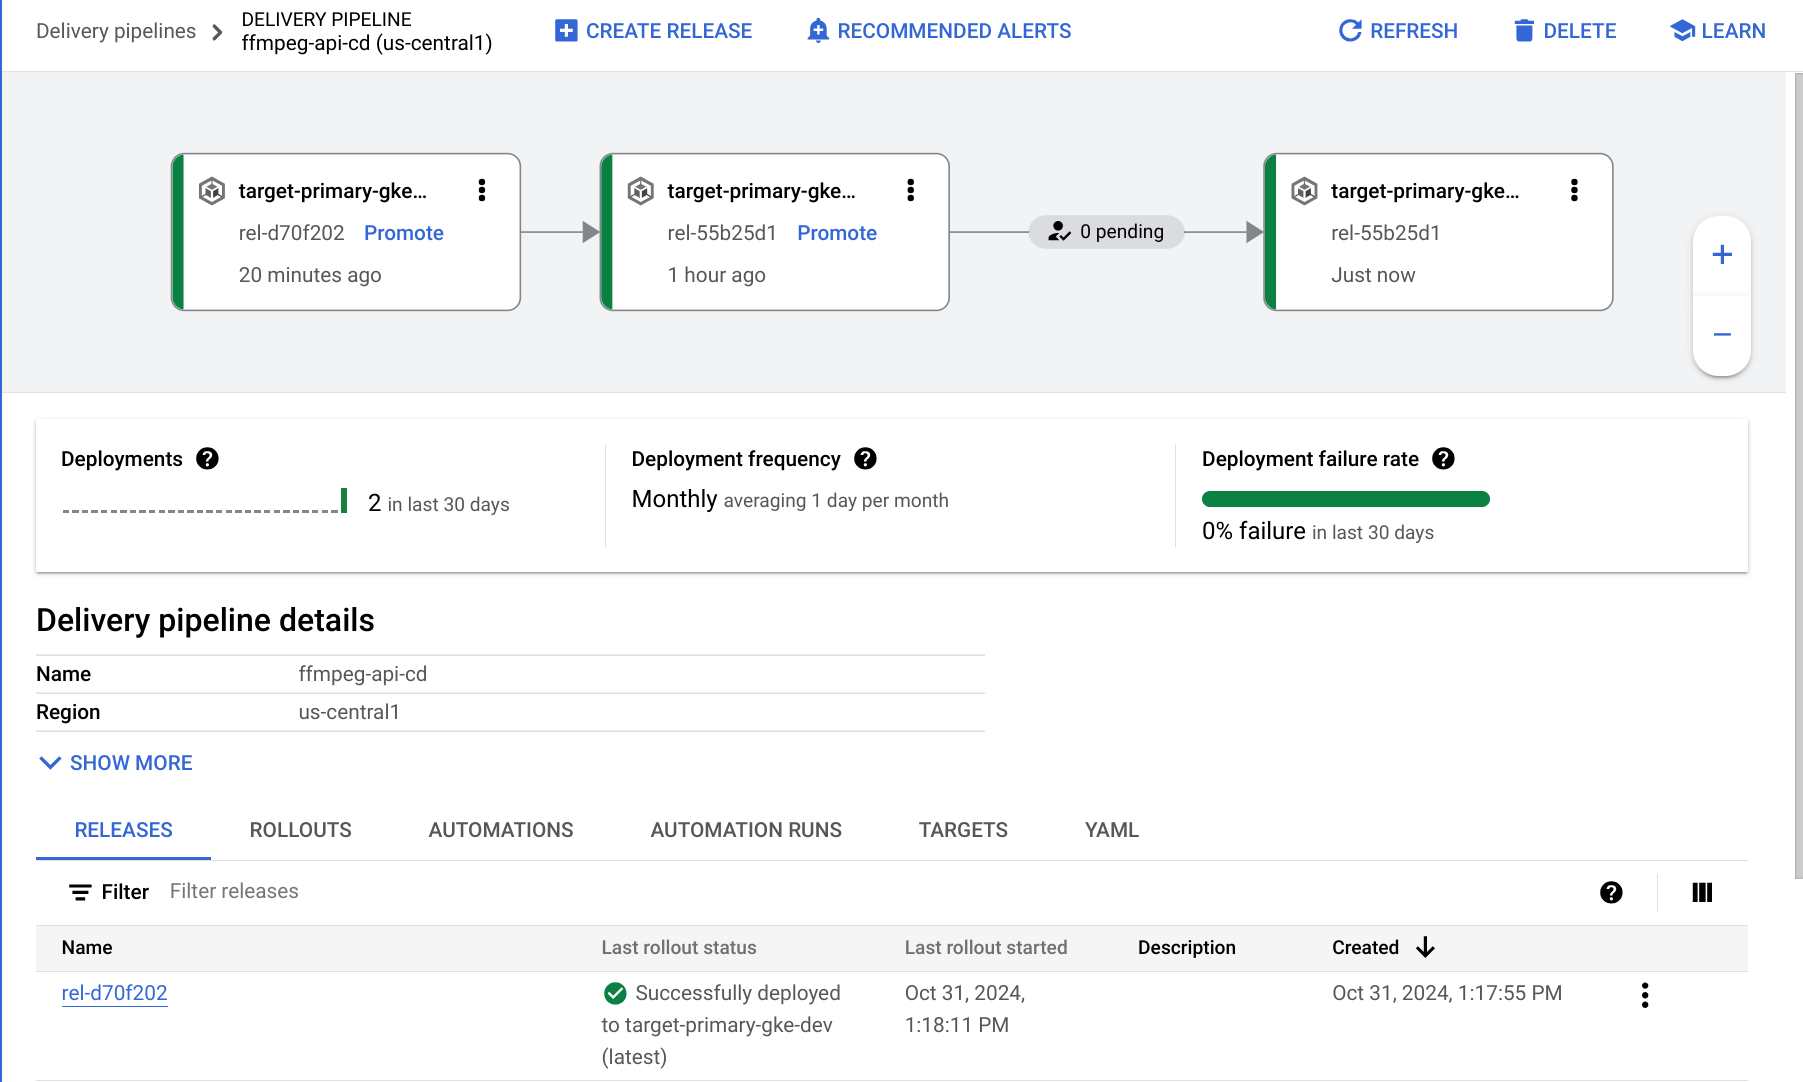 Delivery pipelines
DELIVERY PIPELINE
ffmpeg-api-cd (us-central1)
CREATE RELEASE
RECOMMENDED ALERTS
REFRESH
DELETE
LEARN
target-primary-gke...
rel-d70f202 Promote
20 minutes ago
target-primary-gke...
rel-55b25d1 Promote
1 hour ago
0 pending
target-primary-gke...
rel-55b25d1
Just now
Deployments
2 in last 30 days
Deployment frequency
Monthly averaging 1 day per month
Deployment failure rate
0% failure in last 30 days
Delivery pipeline details
Name ffmpeg-api-cd
Region us-central1
SHOW MORE
RELEASES ROLLOUTS AUTOMATIONS AUTOMATION RUNS TARGETS YAML
Filter Filter releases
Name Last rollout status Last rollout started Description Created
rel-d70f202
Successfully deployed
to target-primary-gke-dev
(latest)
Oct 31, 2024,
1:18:11 PM
Oct 31, 2024, 1:17:55 PM